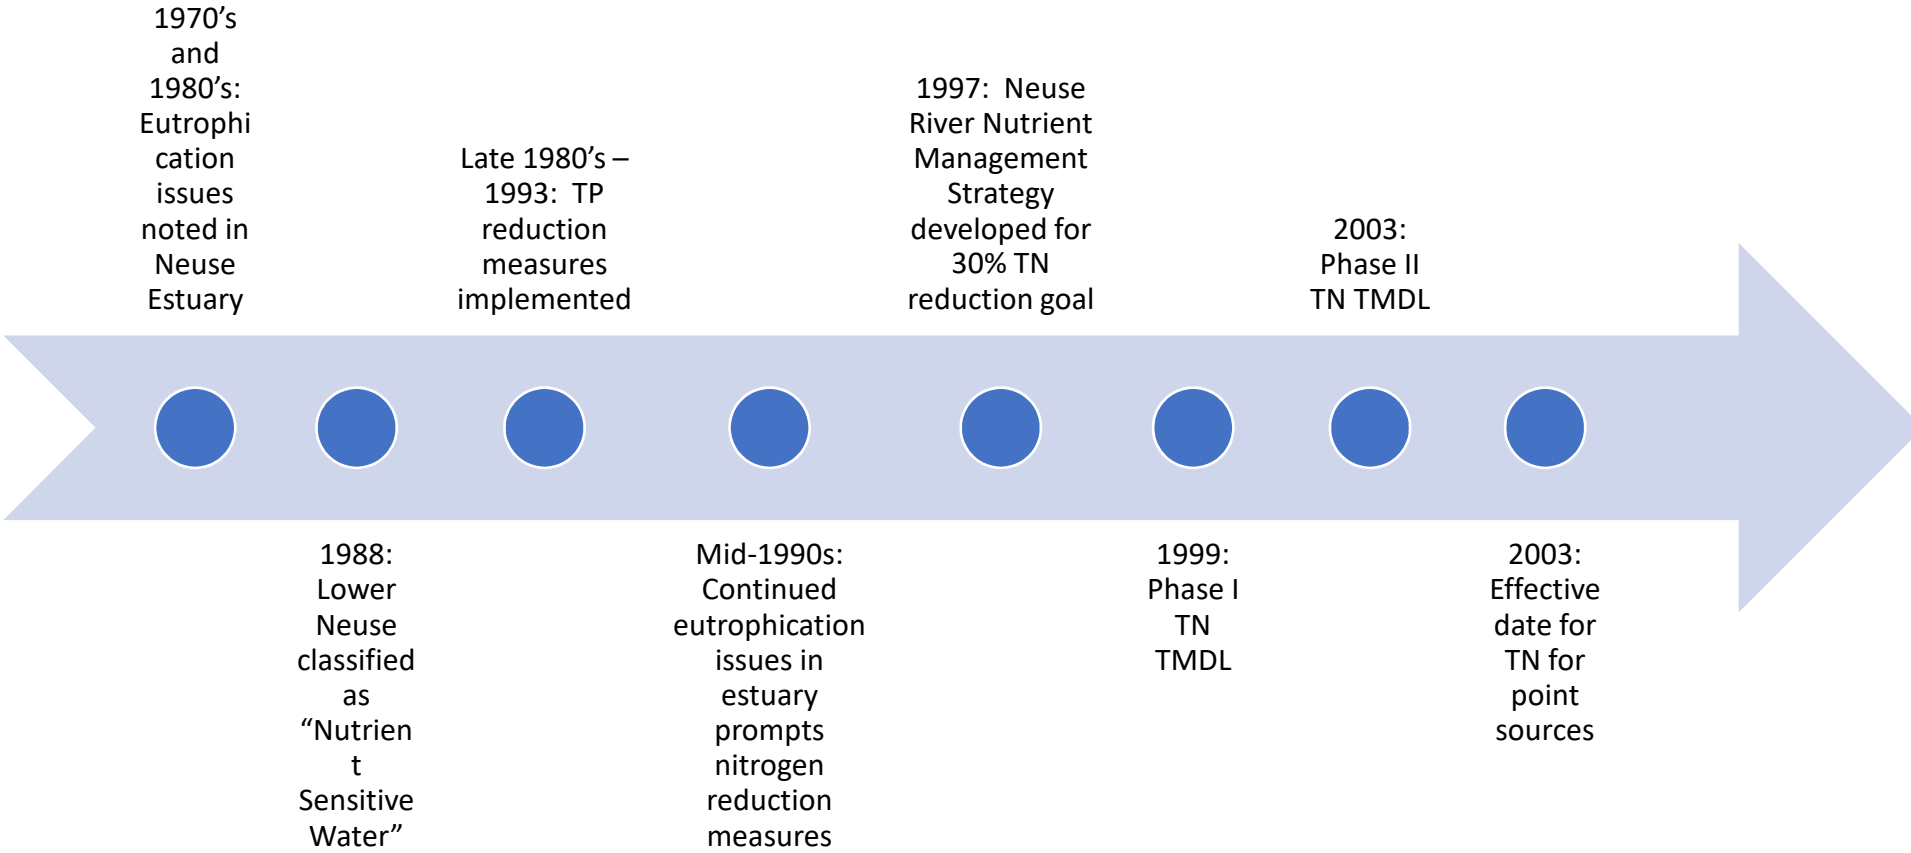 1970’s
and
1980’s:
Eutrophi
cation
issues
noted in
Neuse
Estuary
1988:
Lower
Neuse
classified
as
“Nutrien
t
Sensitive
Water”
Late 1980’s –
1993:  TP
reduction
measures
implemented
Mid-1990s:
Continued
eutrophication
issues in
estuary
prompts
nitrogen
reduction
measures
1997:  Neuse
River Nutrient
Management
Strategy
developed for
30% TN
reduction goal
1999:
Phase I
TN
TMDL
2003:
Phase II
TN TMDL
2003:
Effective
date for
TN for
point
sources